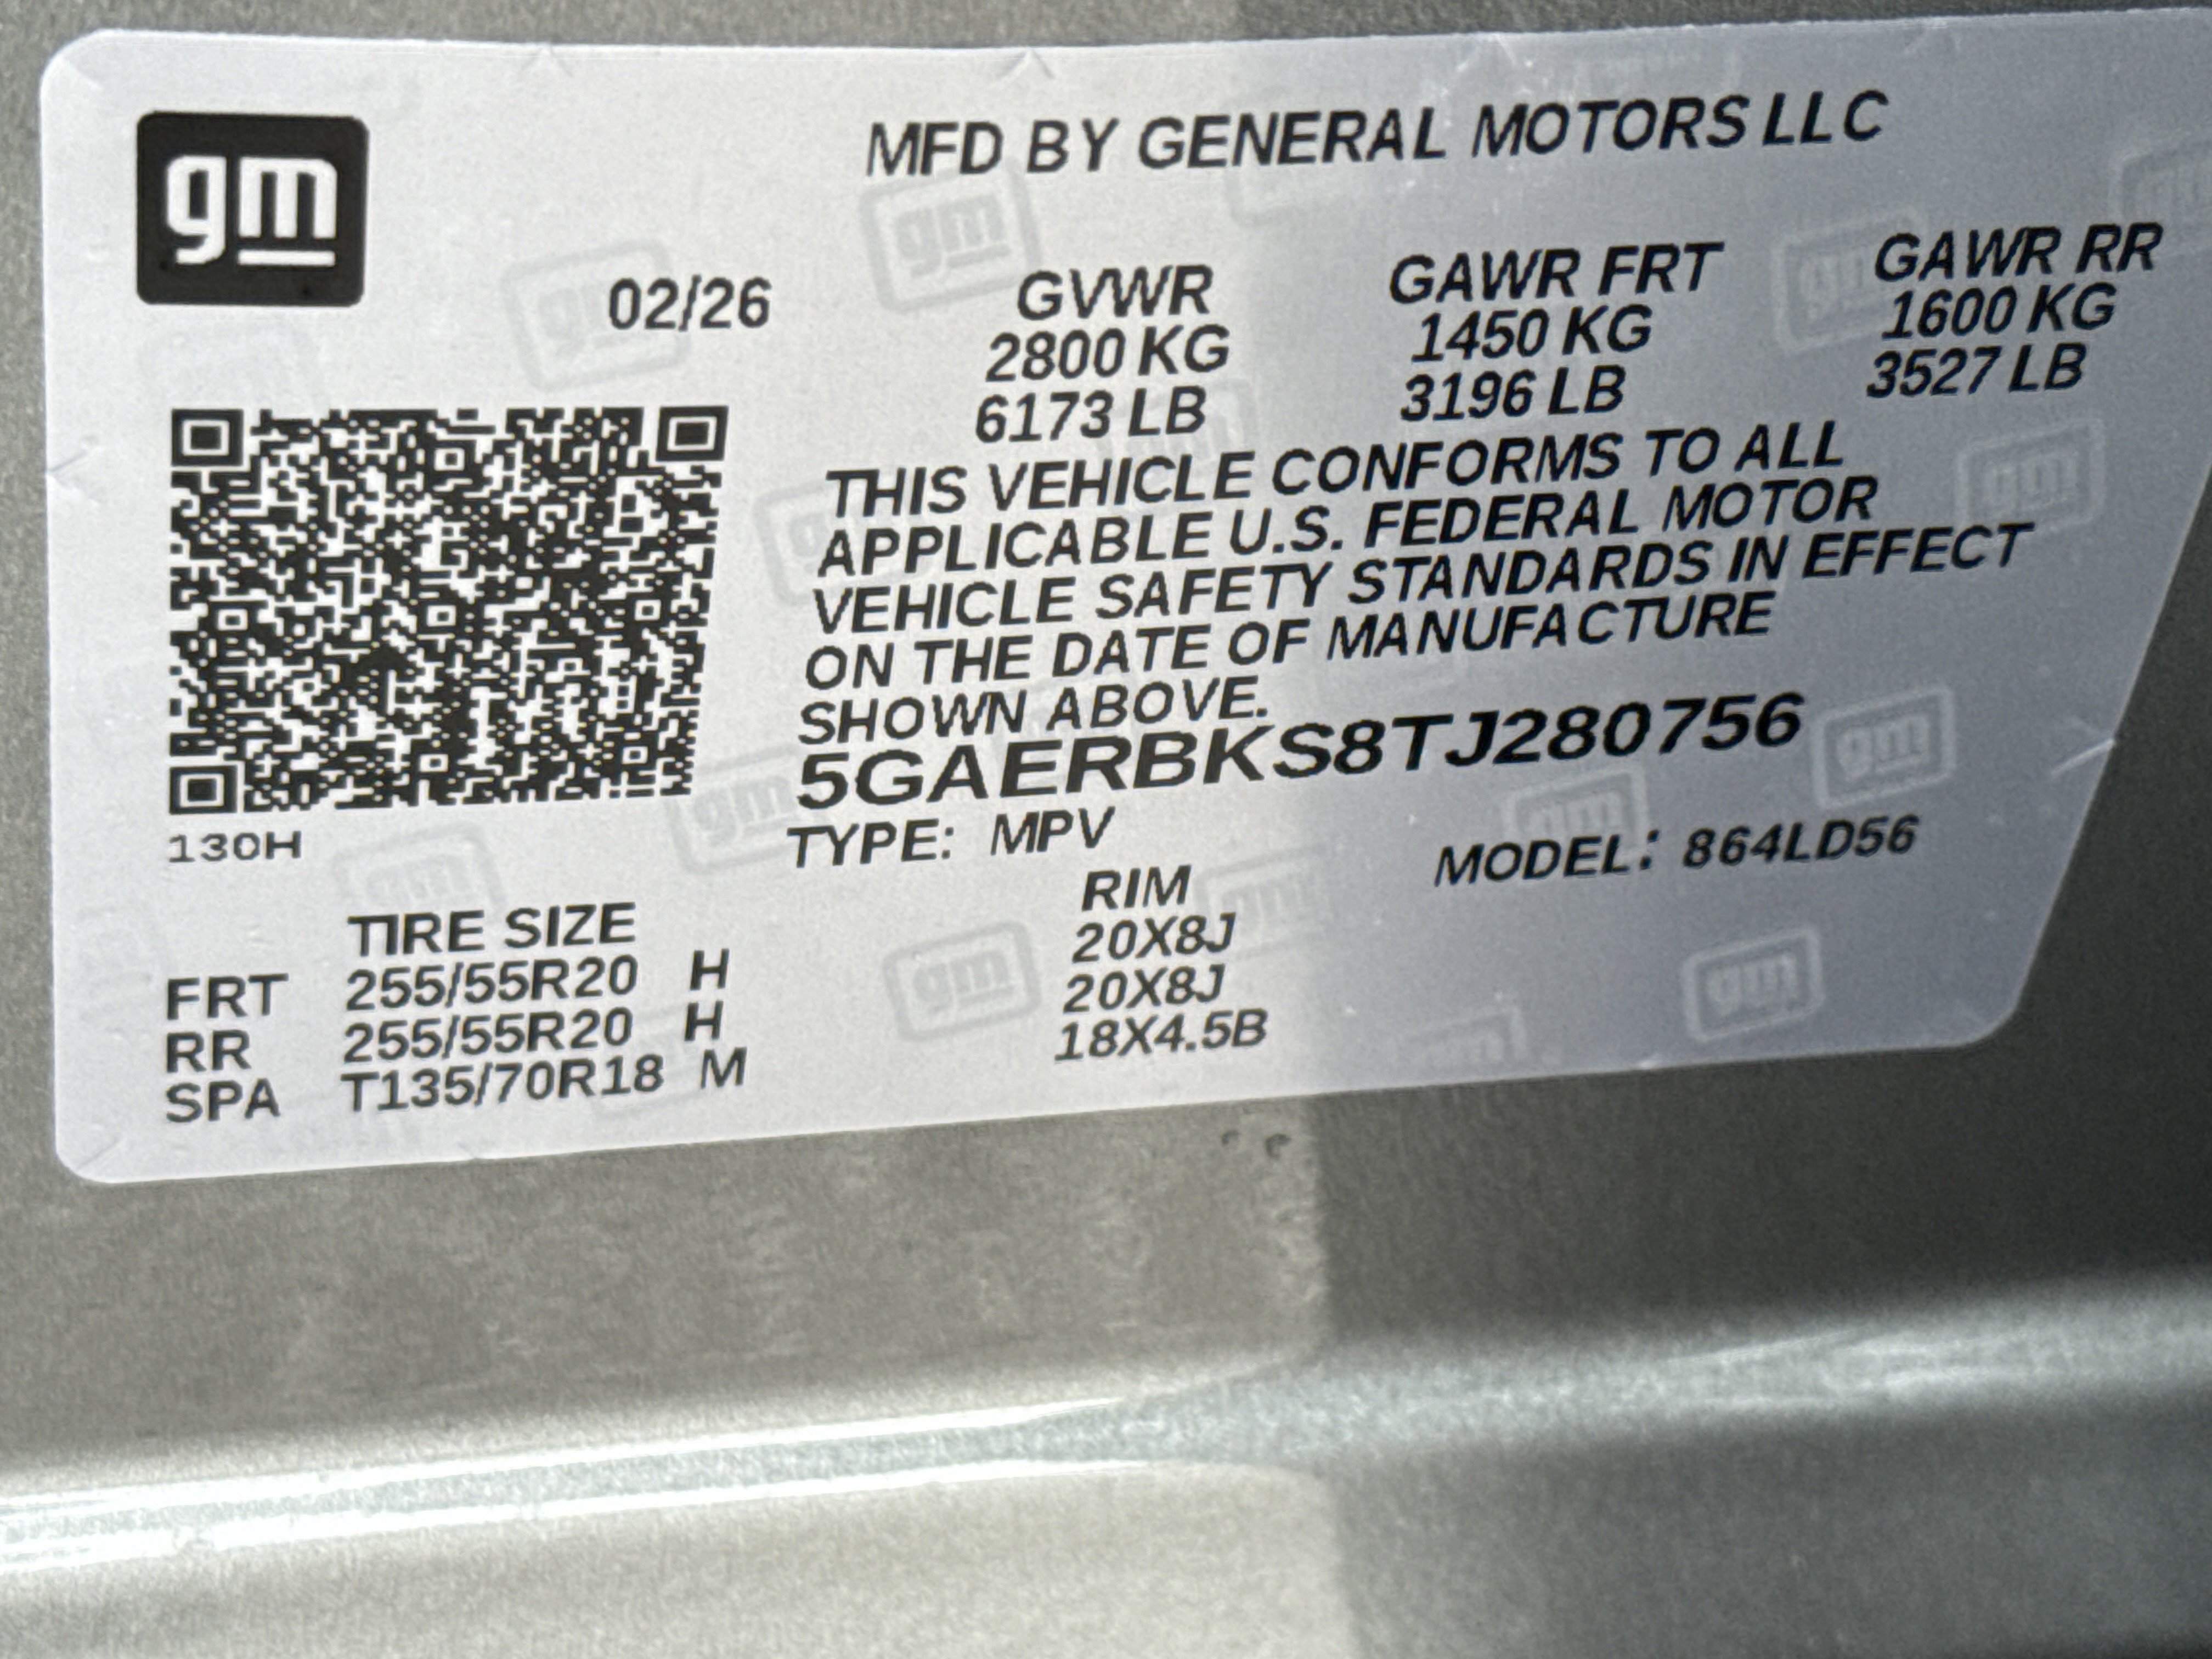 gm
MFD BY GENERAL MOTORS LLC
02/26
GVWR GAWR FRT GAWR RR
2800 KG 1450 KG 1600 KG
6173 LB 3196 LB 3527 LB
THIS VEHICLE CONFORMS TO ALL
APPLICABLE U.S. FEDERAL MOTOR
VEHICLE SAFETY STANDARDS IN EFFECT
ON THE DATE OF MANUFACTURE
SHOWN ABOVE.
5GAERBKS8TJ280756
130H
TYPE: MPV MODEL: 864LD56
TIRE SIZE RIM
FRT 255/55R20 H 20X8J
RR 255/55R20 H 20X8J
SPA T135/70R18 M 18X4.5B